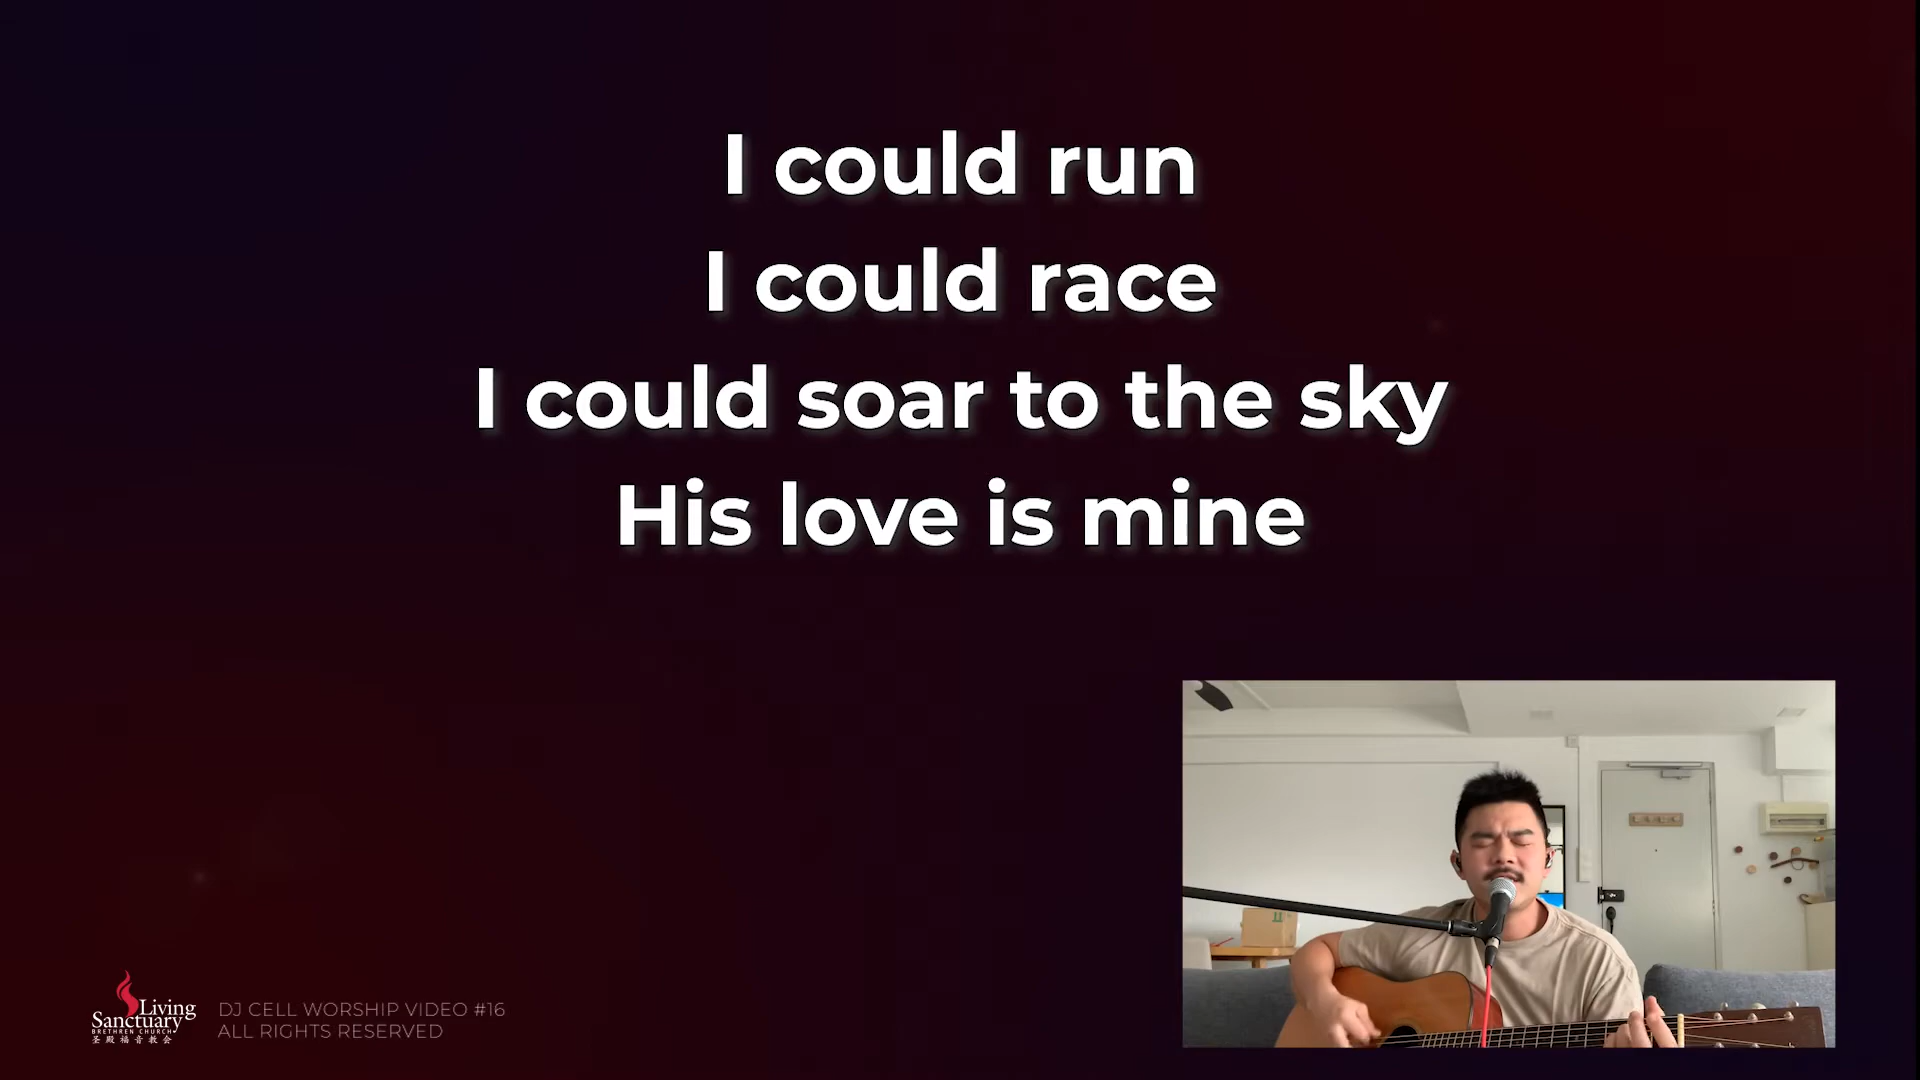 I could run
I could race
I could soar to the sky
His love is mine
Living
Sanctuary
BRETHREN CHURCH
圣殿福音教会
DJ CELL WORSHIP VIDEO #16
ALL RIGHTS RESERVED